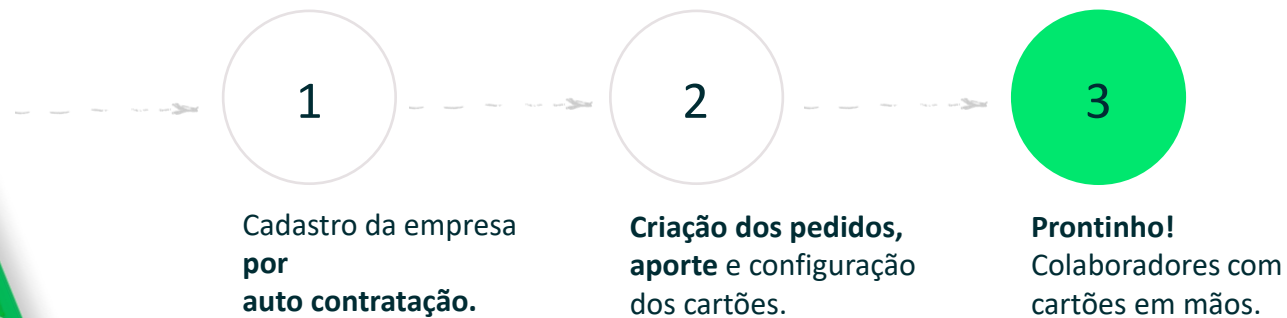 1
2
3
Cadastro da empresa
por
auto contratação.
Criação dos pedidos,
aporte e configuração
dos cartões.
Prontinho!
Colaboradores com
cartões em mãos.